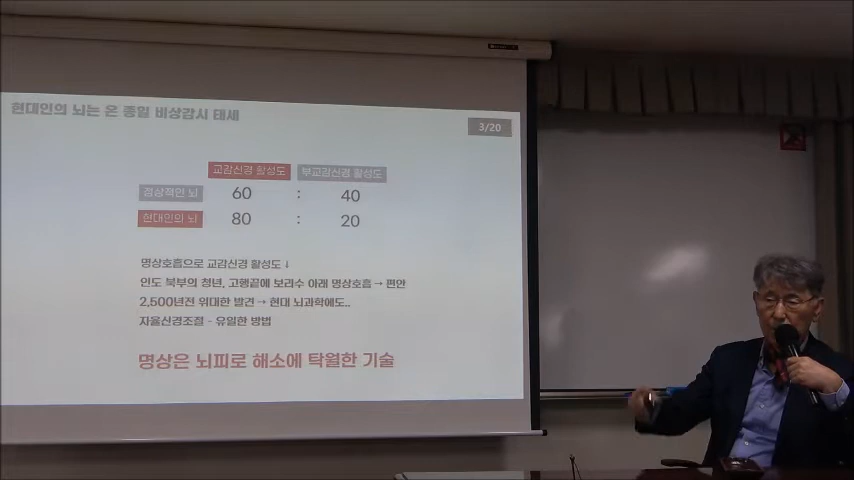 현대인의 뇌는 온 종일 비상감시 태세
3/20
교감신경 활성도 부교감신경 활성도
정상적인 뇌 60 : 40
현대인의 뇌 80 : 20
명상호흡으로 교감신경 활성도 ↓
인도 북부의 청년, 고행끝에 보리수 아래 명상호흡 → 편안
2,500년전 위대한 발견 → 현대 뇌과학에도..
자율신경조절 - 유일한 방법
명상은 뇌피로 해소에 탁월한 기술